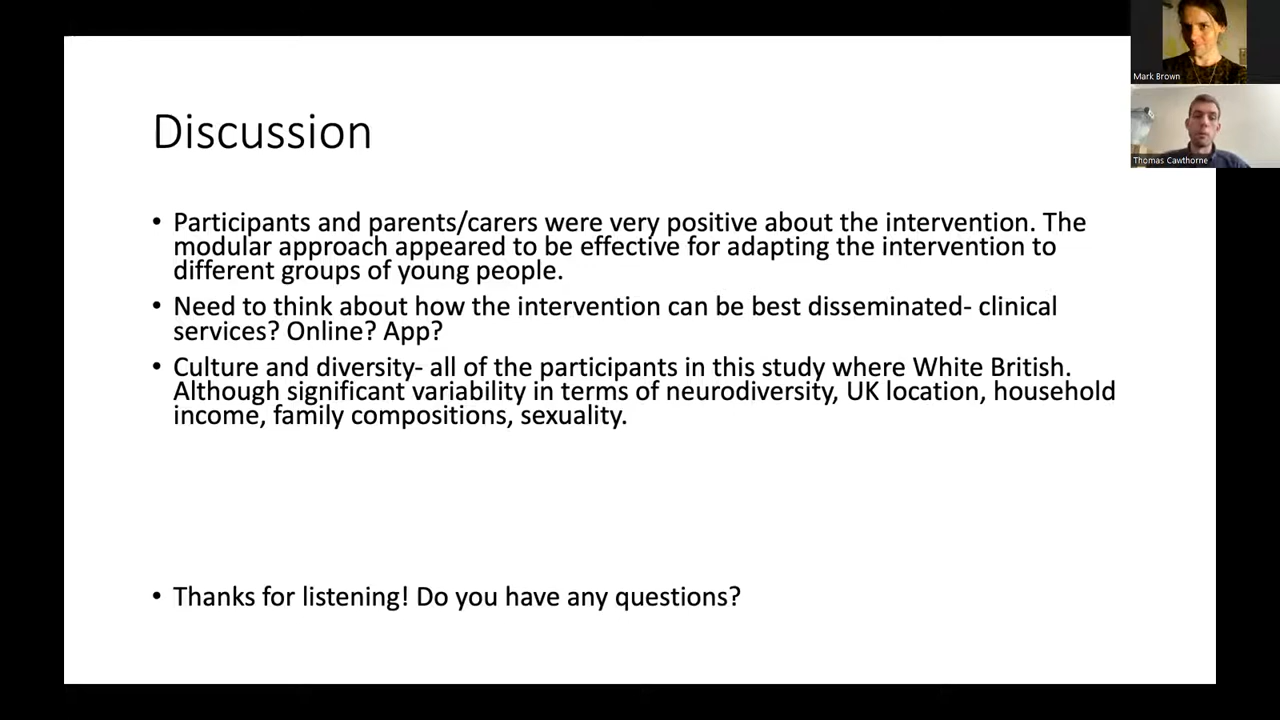 Discussion
• Participants and parents/carers were very positive about the intervention. The
modular approach appeared to be effective for adapting the intervention to
different groups of young people.
• Need to think about how the intervention can be best disseminated- clinical
services? Online? App?
• Culture and diversity- all of the participants in this study where White British.
Although significant variability in terms of neurodiversity, UK location, household
income, family compositions, sexuality.
• Thanks for listening! Do you have any questions?
Mark Brown
Thomas Cawthorne